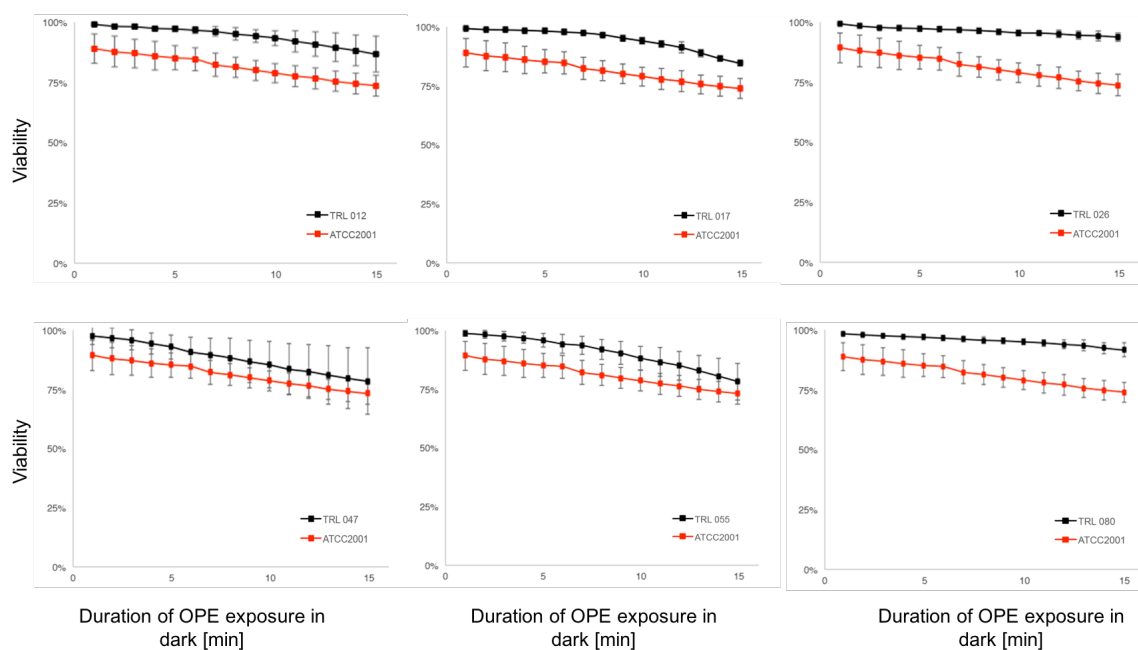 100%
100%
100%
75%
75%
75%
50%
50%
50%
25%
25%
25%
0%
0%
0%
Viability
TRL 012
ATCC2001
TRL 017
ATCC2001
TRL 026
ATCC2001
0 5 10 15
0 5 10 15
0 5 10 15
100%
100%
100%
75%
75%
75%
50%
50%
50%
25%
25%
25%
0%
0%
0%
Viability
TRL 047
ATCC2001
TRL 055
ATCC2001
TRL 080
ATCC2001
0 5 10 15
0 5 10 15
0 5 10 15
Duration of OPE exposure in
dark [min]
Duration of OPE exposure in
dark [min]
Duration of OPE exposure in
dark [min]